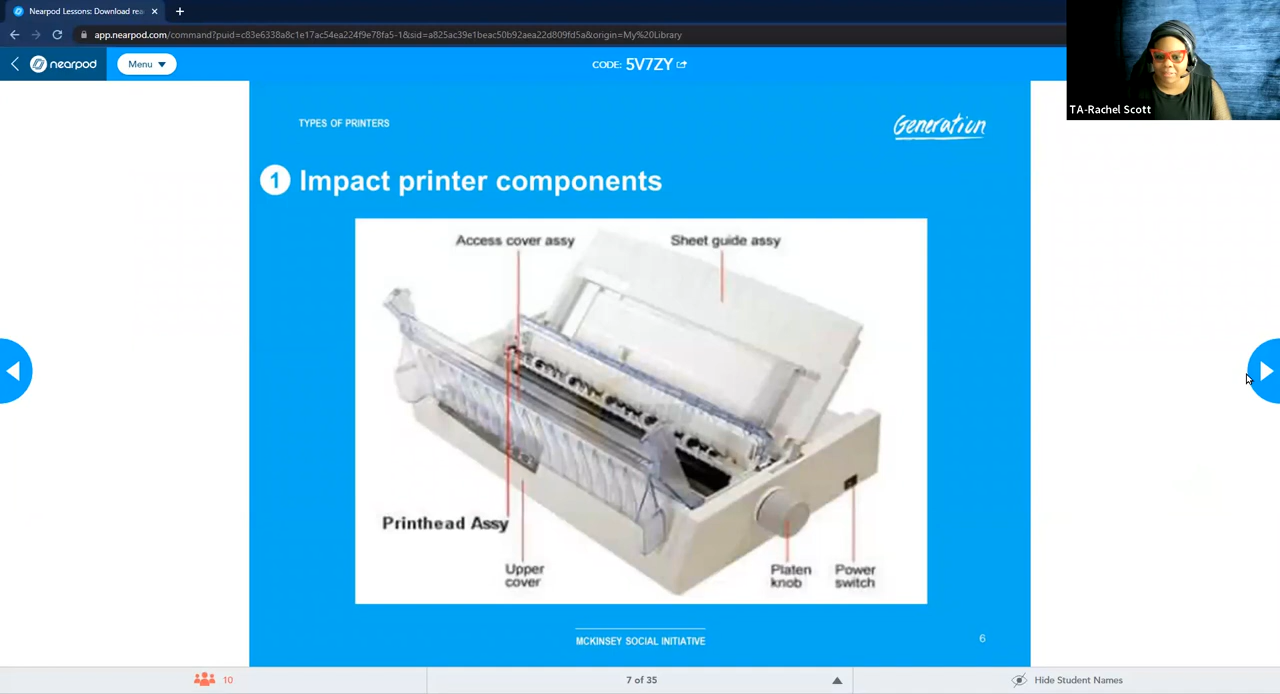 Nearpod Lessons: Download rea
app.nearpod.com/command?puid=c83e6338a8c1e17ac54ea224f9e78fa5-1&sid=a825ac39e1beac50b92aea22d809fd5a&origin=My%20Library
nearpod
Menu
CODE: 5V7ZY
TA-Rachel Scott
TYPES OF PRINTERS
Generation
1 Impact printer components
Access cover assy
Sheet guide assy
Printhead Assy
Upper
cover
Platen
knob
Power
switch
MCKINSEY SOCIAL INITIATIVE
6
10
7 of 35
Hide Student Names